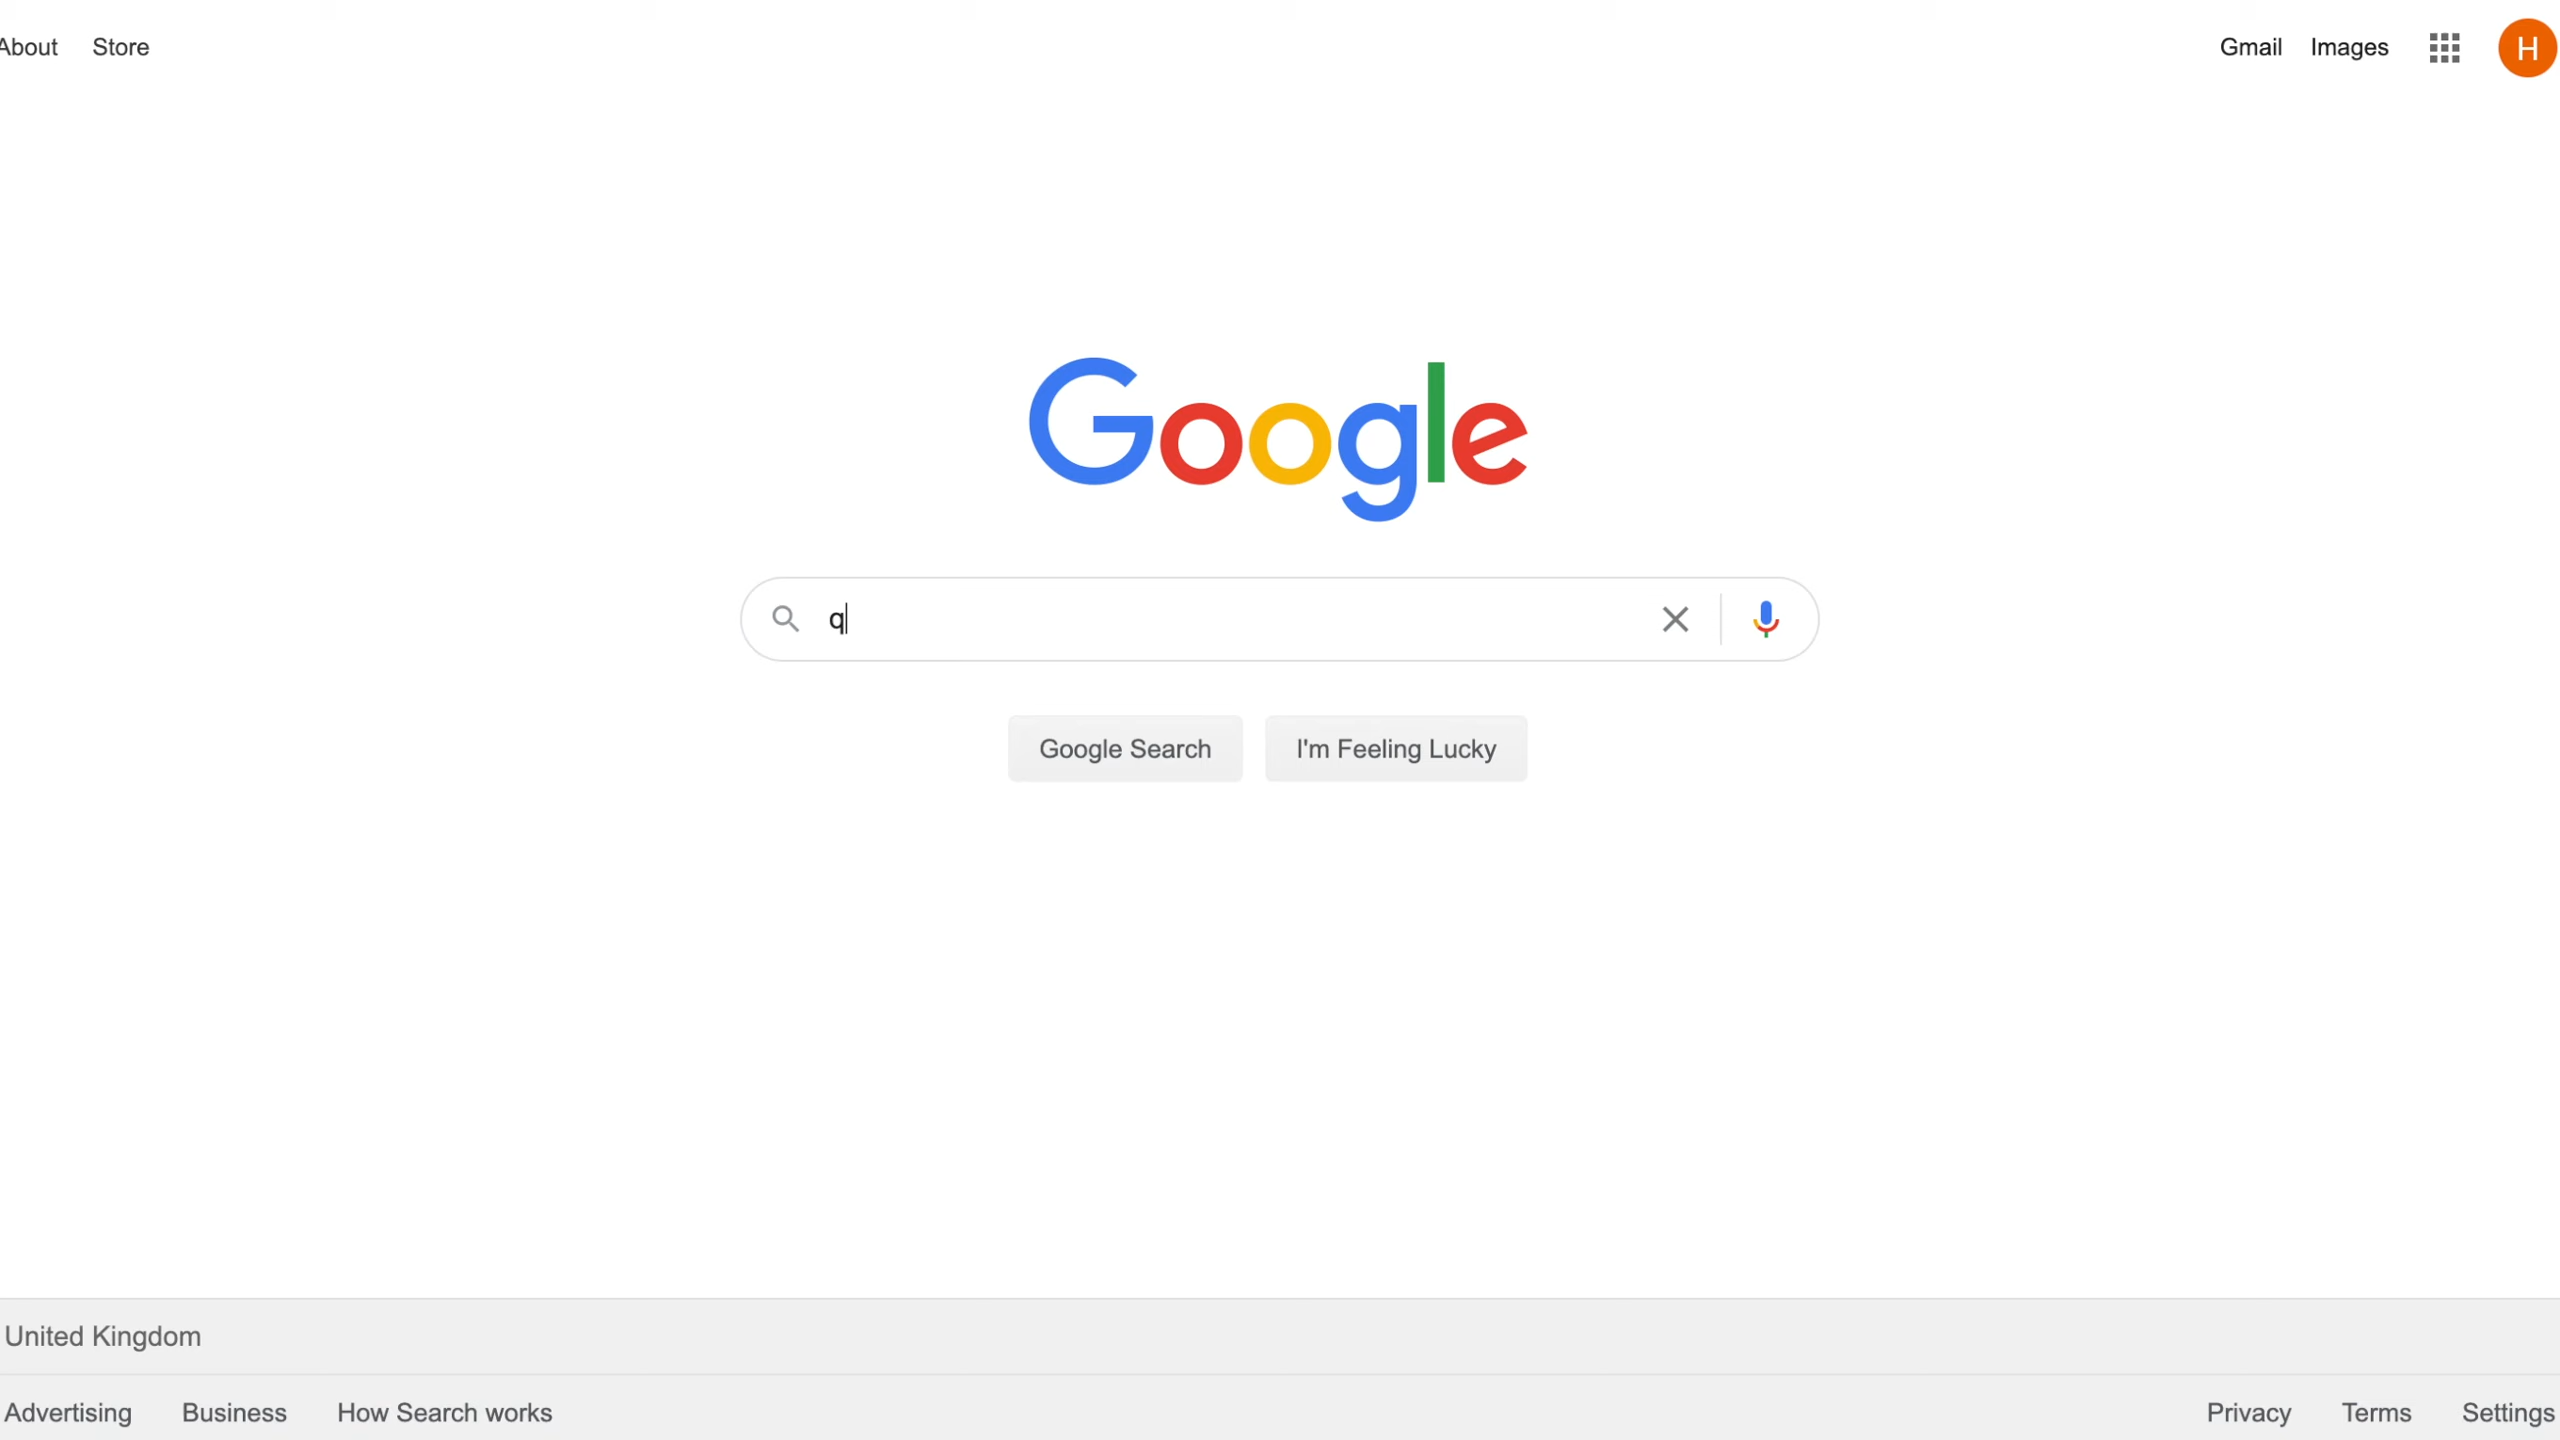 About Store Gmail Images H
Google
q
Google Search I'm Feeling Lucky
United Kingdom
Advertising Business How Search works Privacy Terms Settings